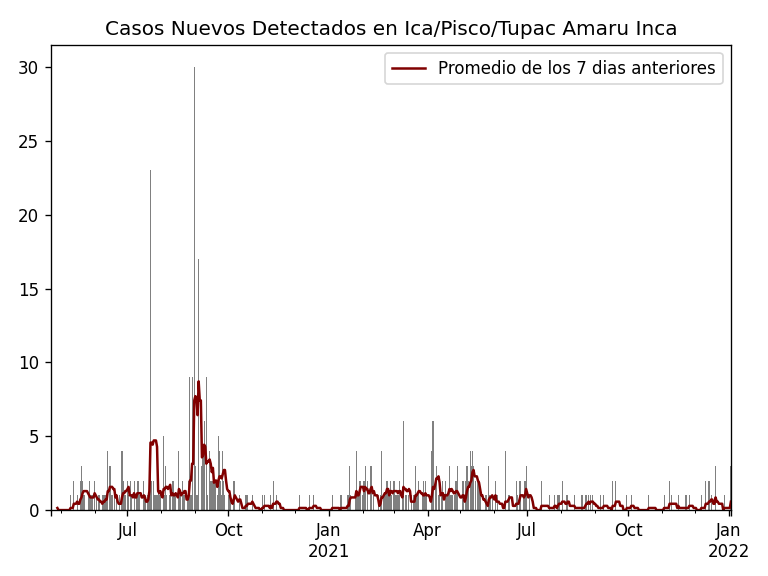 Casos Nuevos Detectados en Ica/Pisco/Tupac Amaru Inca
Promedio de los 7 dias anteriores
30
25
20
15
10
5
0
Jul Oct Jan Apr Jul Oct Jan
2021 2022